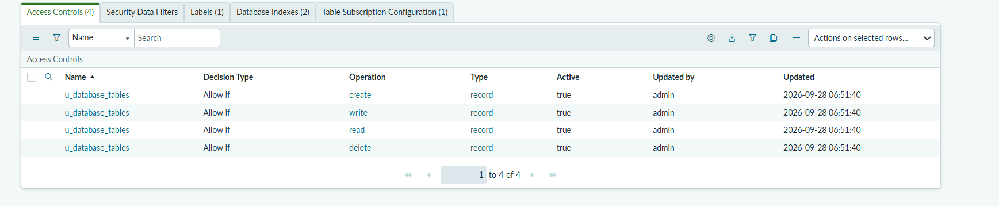 Access Controls (4) Security Data Filters Labels (1) Database Indexes (2) Table Subscription Configuration (1)
Name Search Actions on selected rows...
Access Controls
Name Decision Type Operation Type Active Updated by Updated
u_database_tables Allow If create record true admin 2026-09-28 06:51:40
u_database_tables Allow If write record true admin 2026-09-28 06:51:40
u_database_tables Allow If read record true admin 2026-09-28 06:51:40
u_database_tables Allow If delete record true admin 2026-09-28 06:51:40
1 to 4 of 4